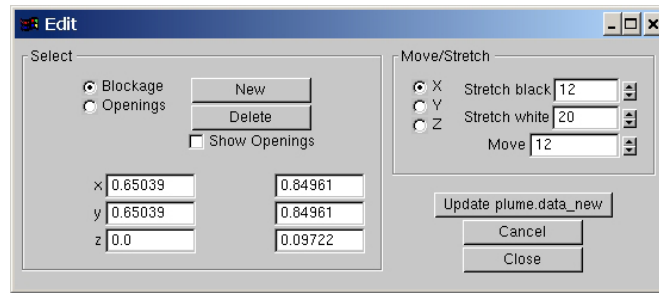 Edit
Select
Blockage
Openings
New
Delete
Show Openings
x 0.65039 0.84961
y 0.65039 0.84961
z 0.0 0.09722
Move/Stretch
X
Y
Z
Stretch black 12
Stretch white 20
Move 12
Update plume.data_new
Cancel
Close